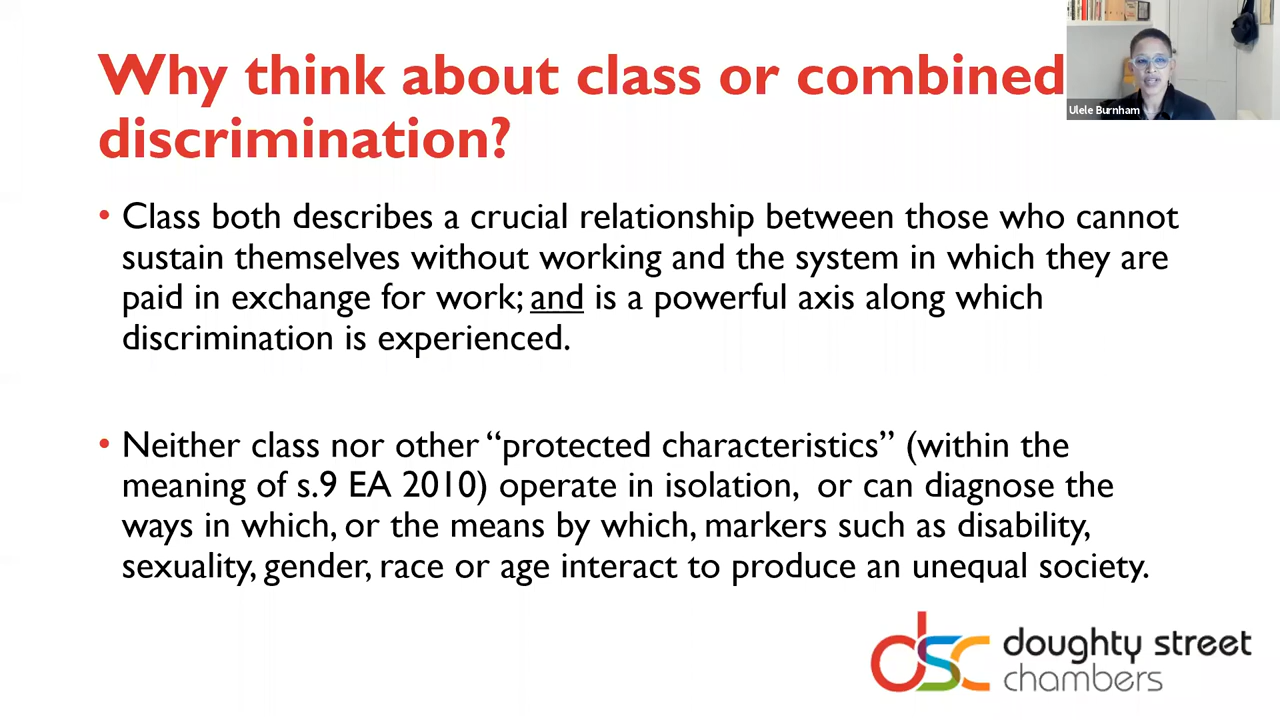 Why think about class or combined
discrimination?
Ulele Burnham
• Class both describes a crucial relationship between those who cannot
sustain themselves without working and the system in which they are
paid in exchange for work; and is a powerful axis along which
discrimination is experienced.
• Neither class nor other “protected characteristics” (within the
meaning of s.9 EA 2010) operate in isolation, or can diagnose the
ways in which, or the means by which, markers such as disability,
sexuality, gender, race or age interact to produce an unequal society.
dsc doughty street
chambers